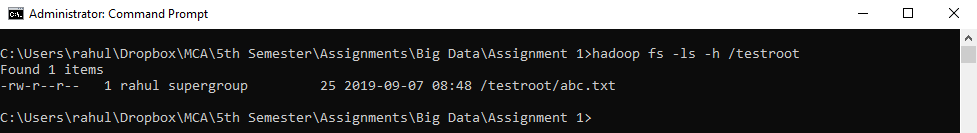 Administrator: Command Prompt
C:\Users\rahul\Dropbox\MCA\5th Semester\Assignments\Big Data\Assignment 1>hadoop fs -ls -h /testroot
Found 1 items
-rw-r--r--   1 rahul supergroup         25 2019-09-07 08:48 /testroot/abc.txt
C:\Users\rahul\Dropbox\MCA\5th Semester\Assignments\Big Data\Assignment 1>